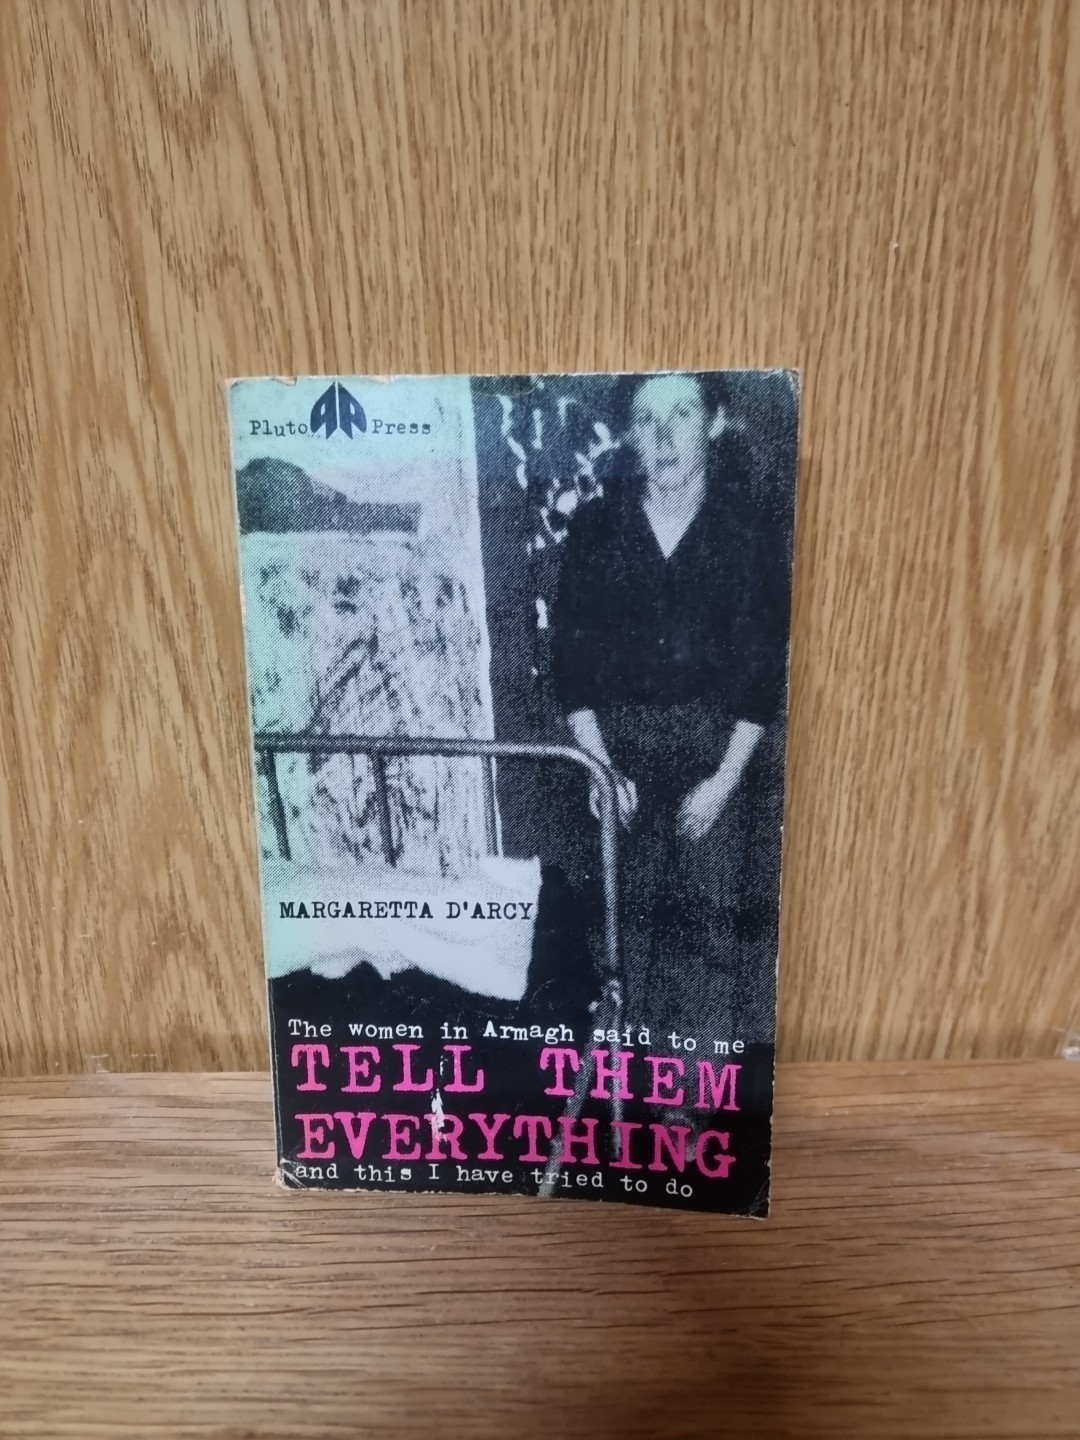 Pluto Press
MARGARETTA D'ARCY
The women in Armagh said to me
TELL THEM
EVERYTHING
and this I have tried to do